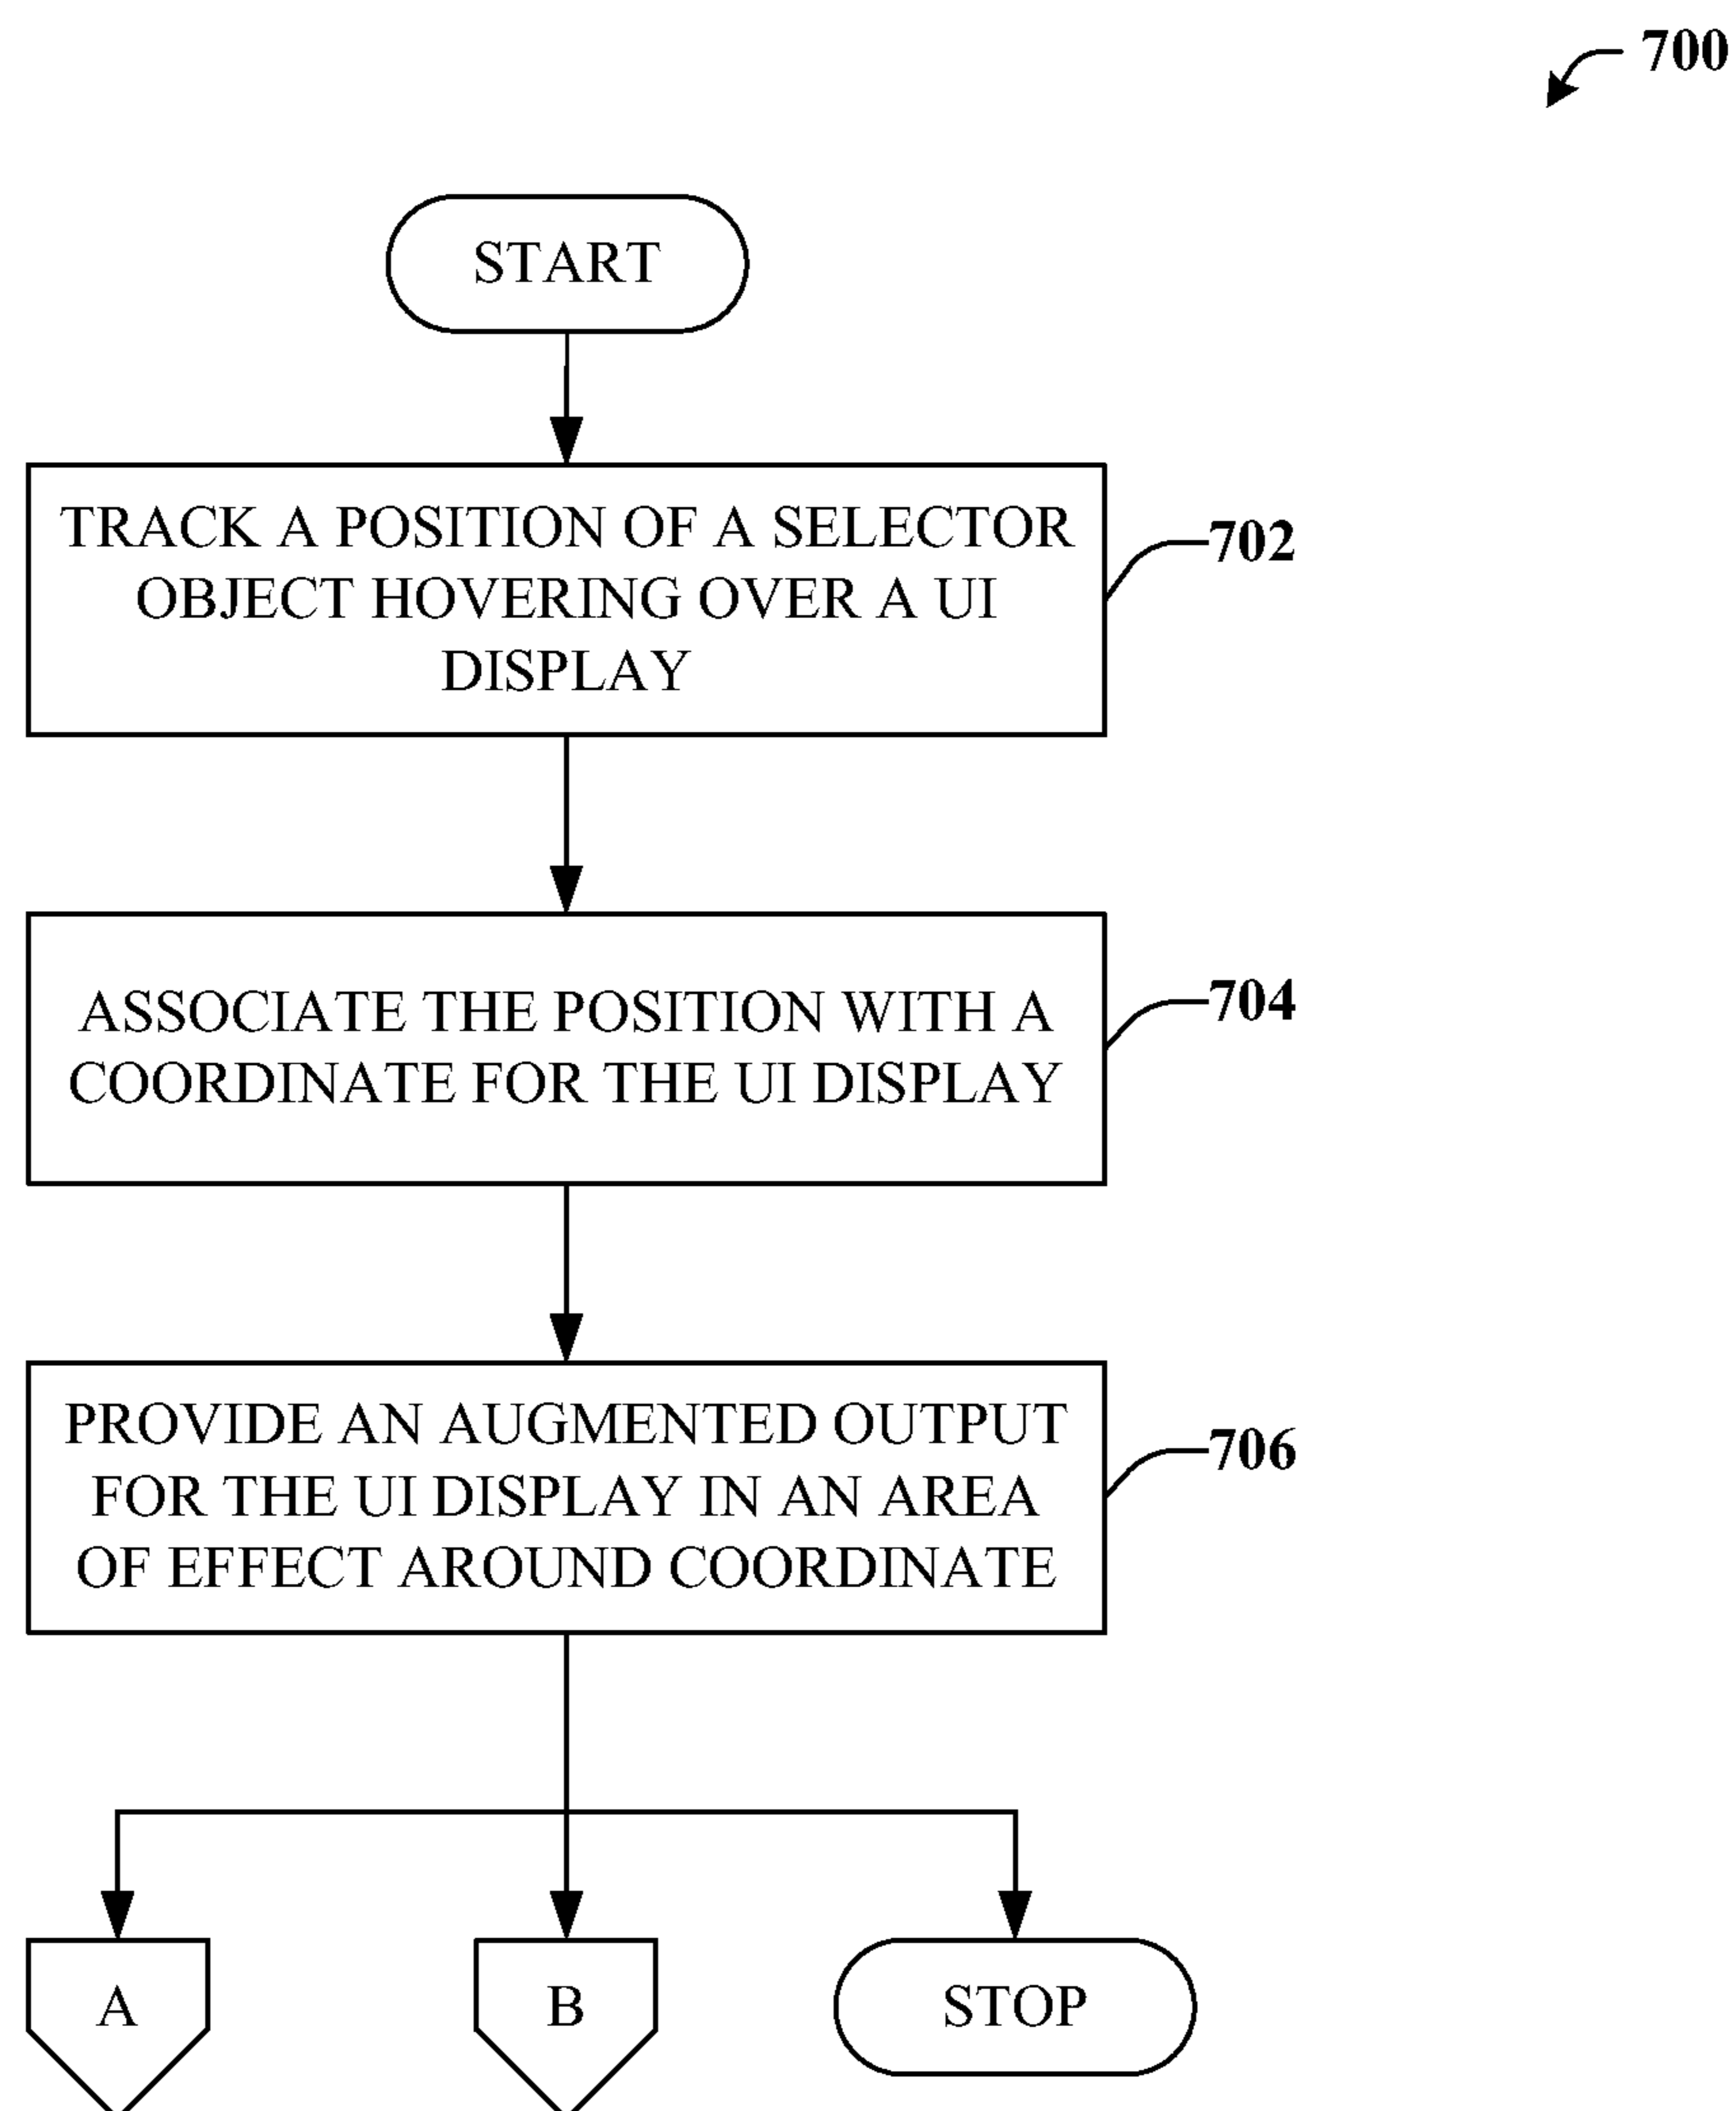 700
START
TRACK A POSITION OF A SELECTOR
OBJECT HOVERING OVER A UI
DISPLAY
702
ASSOCIATE THE POSITION WITH A
COORDINATE FOR THE UI DISPLAY
704
PROVIDE AN AUGMENTED OUTPUT
FOR THE UI DISPLAY IN AN AREA
OF EFFECT AROUND COORDINATE
706
A
B
STOP